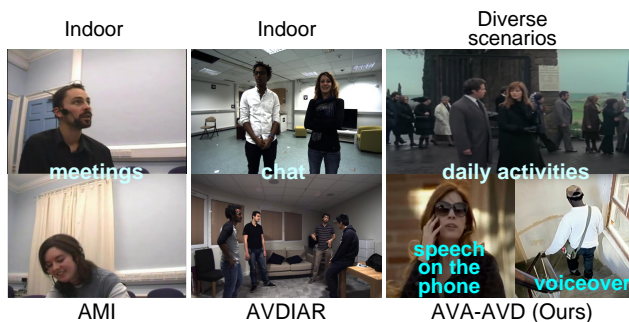 Indoor
Indoor
Diverse
scenarios
meetings
chat
daily activities
speech
on the
phone
voiceover
AMI
AVDIAR
AVA-AVD (Ours)